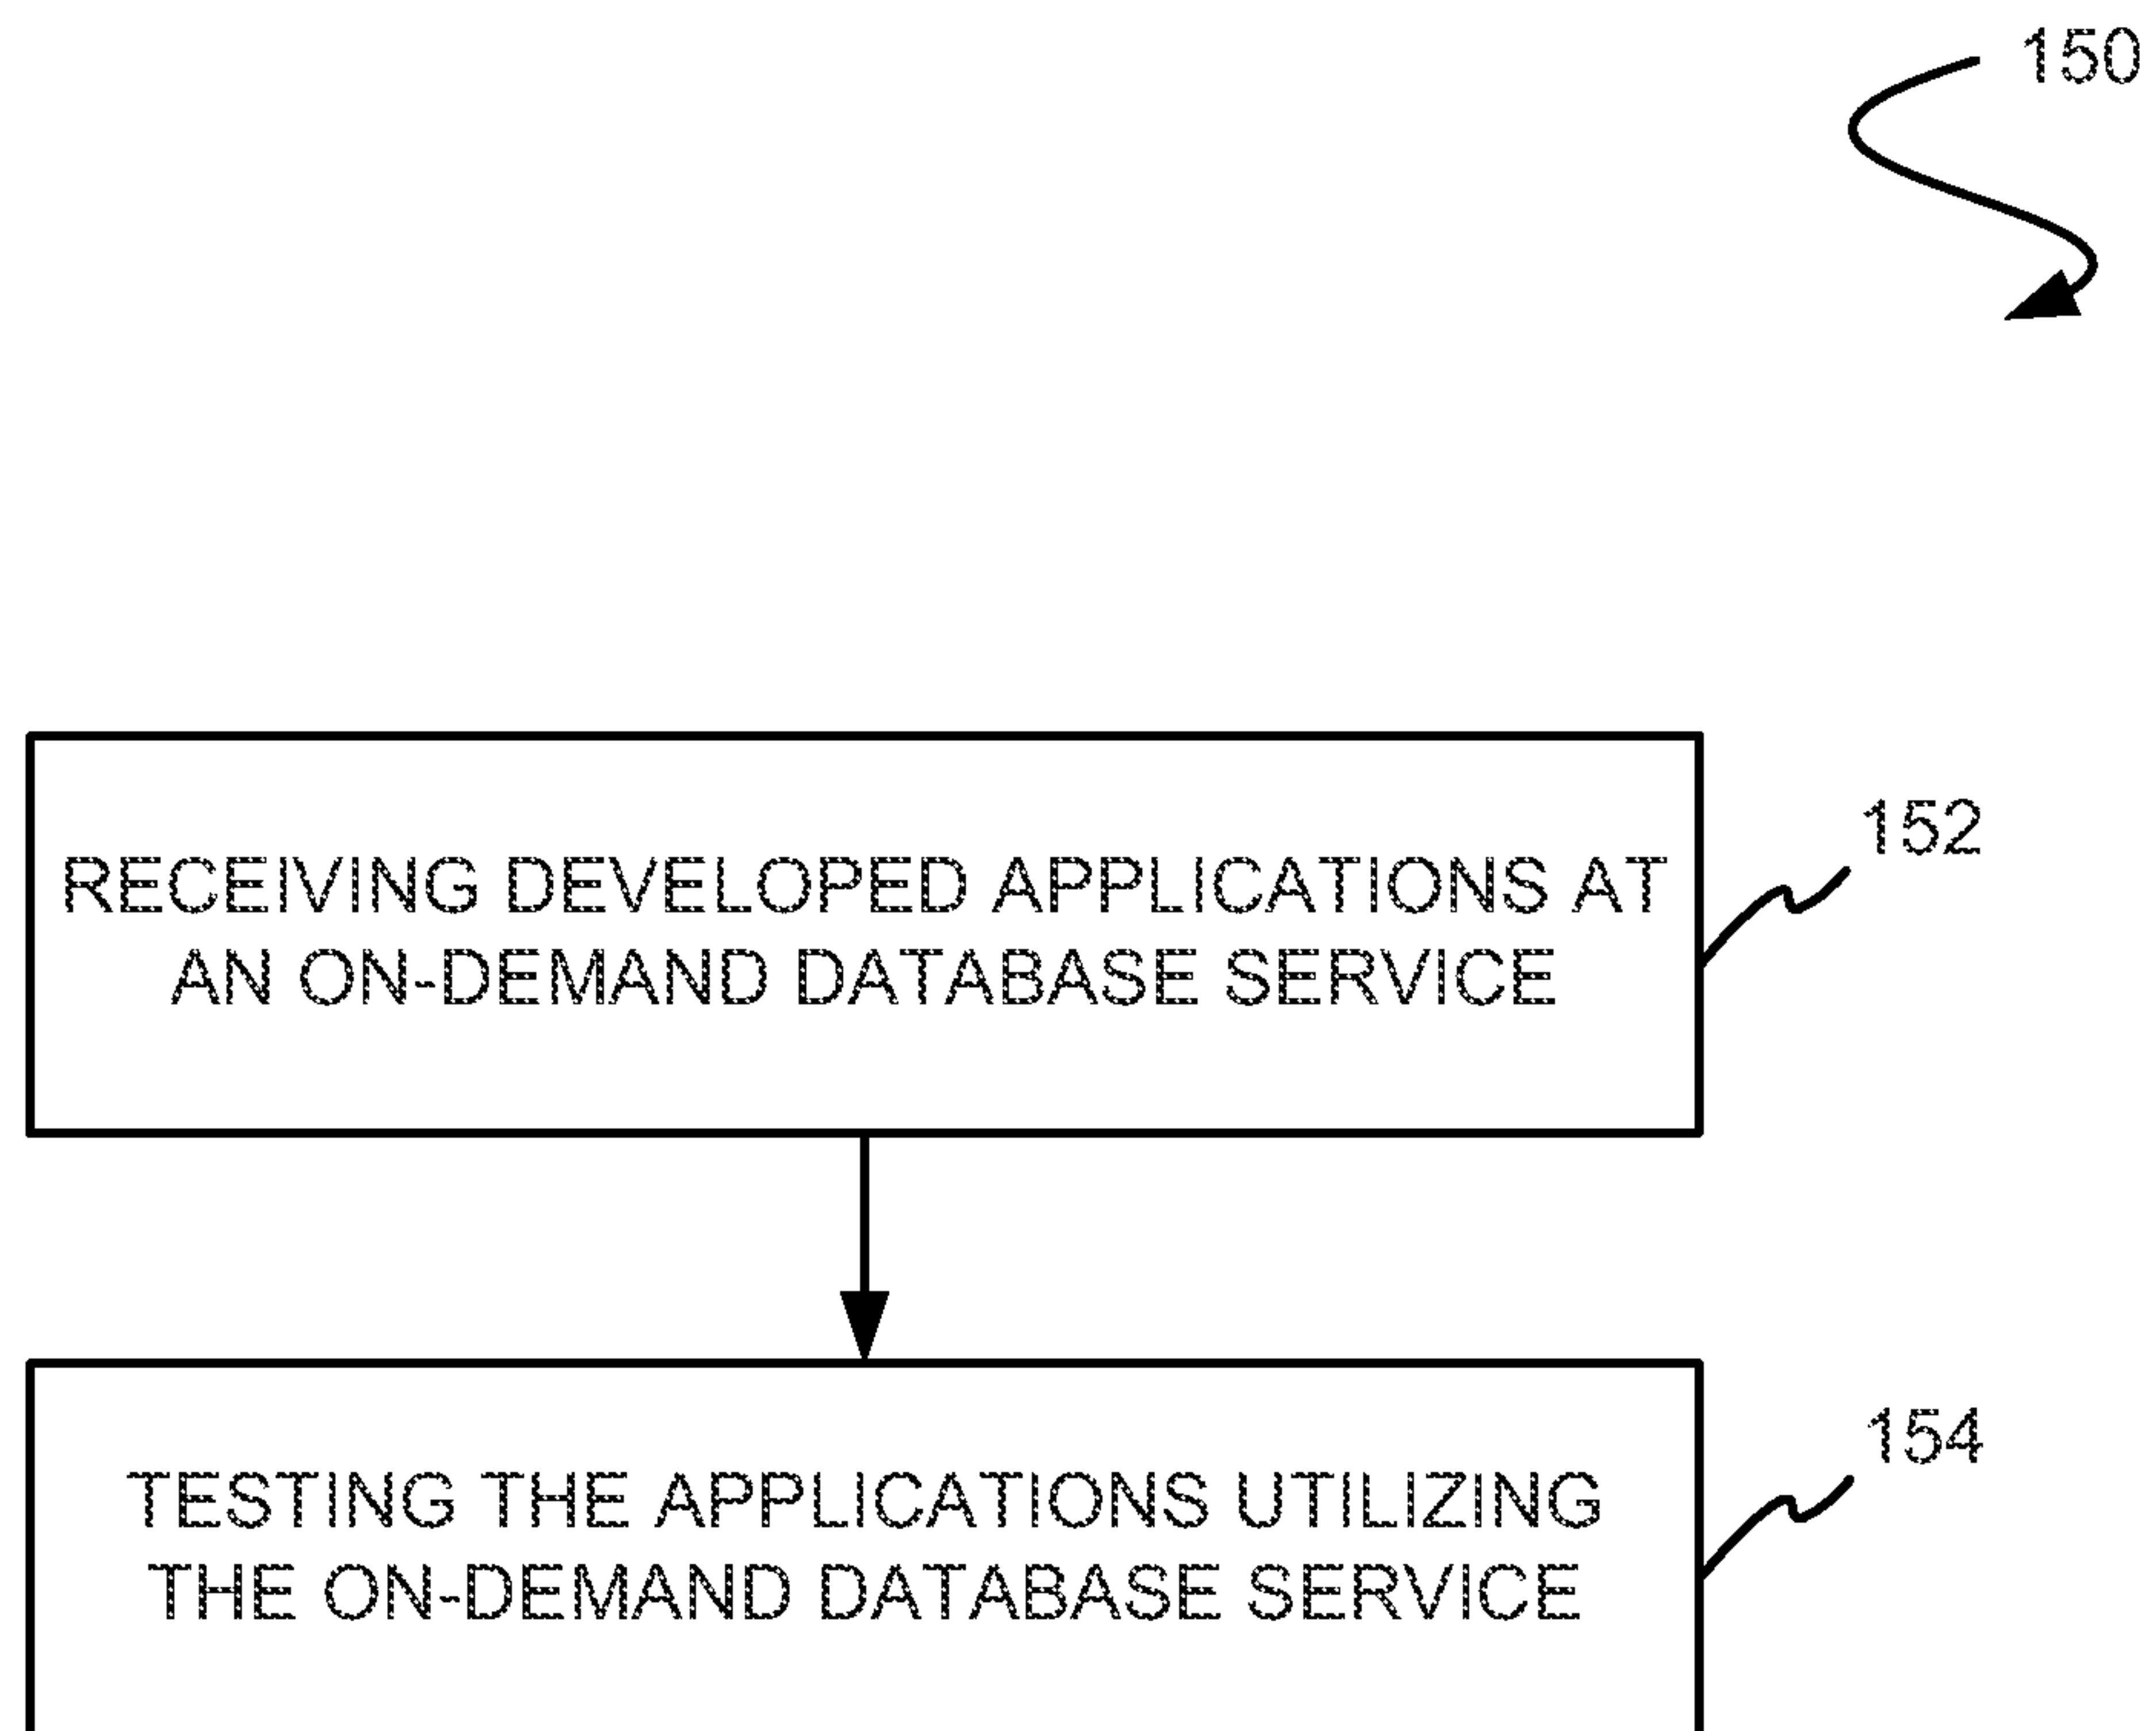 150
RECEIVING DEVELOPED APPLICATIONS AT
AN ON-DEMAND DATABASE SERVICE
152
TESTING THE APPLICATIONS UTILIZING
THE ON-DEMAND DATABASE SERVICE
154